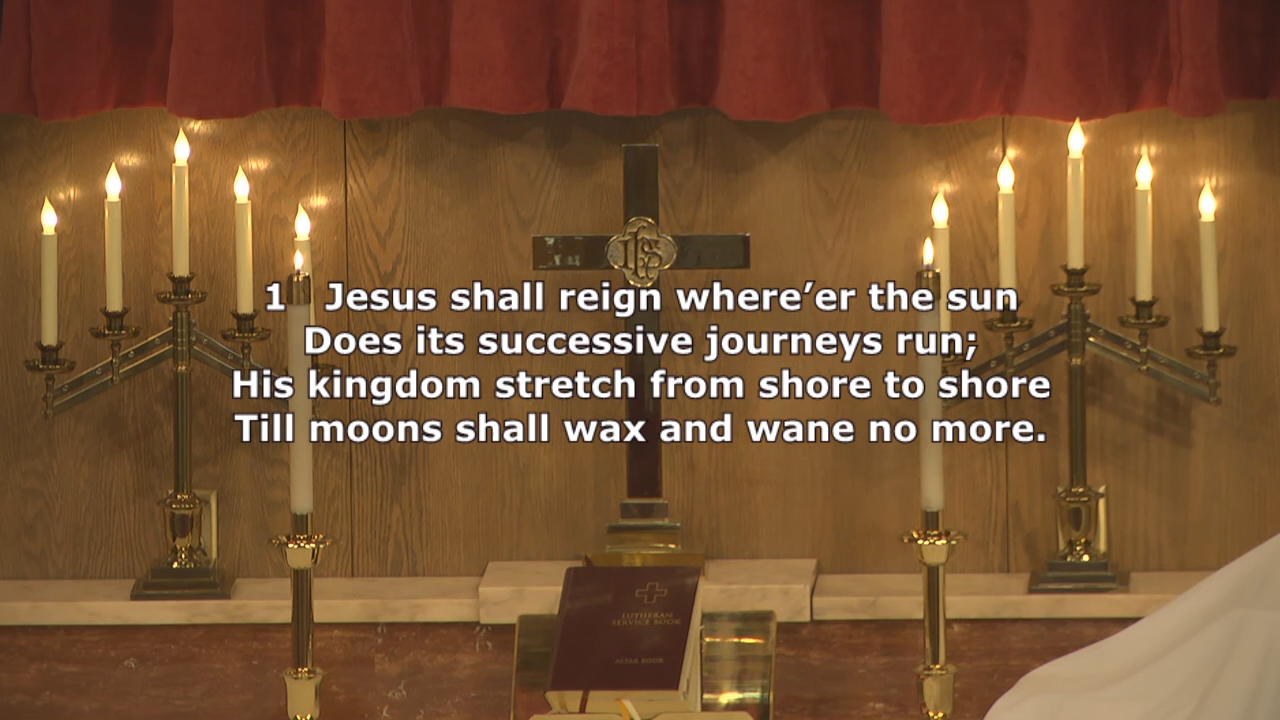 IHS
1 Jesus shall reign where’er the sun
Does its successive journeys run;
His kingdom stretch from shore to shore
Till moons shall wax and wane no more.
LUTHERAN
SERVICE BOOK
ALTAR BOOK